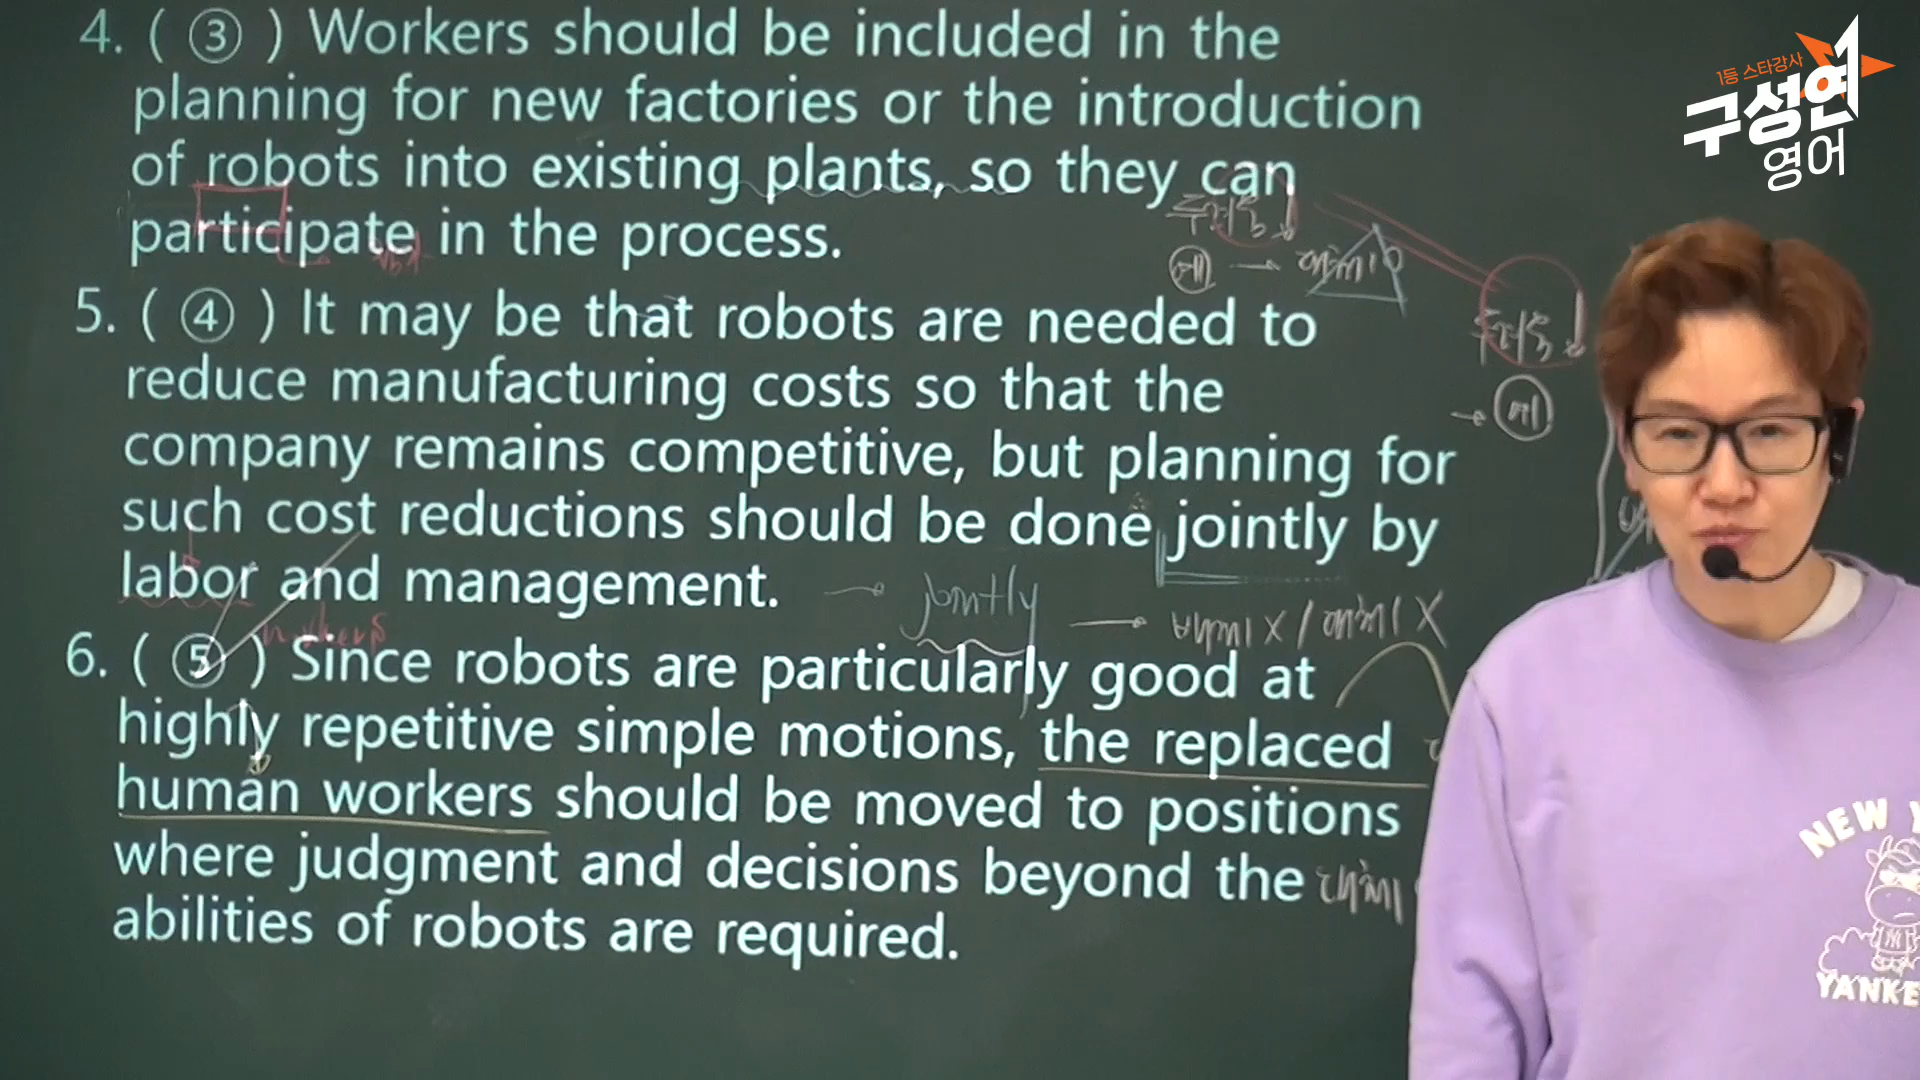 4. ( ③ ) Workers should be included in the
planning for new factories or the introduction
of robots into existing plants, so they can
participate in the process.
5. ( ④ ) It may be that robots are needed to
reduce manufacturing costs so that the
company remains competitive, but planning for
such cost reductions should be done jointly by
labor and management.
6. ( ⑤ ) Since robots are particularly good at
highly repetitive simple motions, the replaced
human workers should be moved to positions
where judgment and decisions beyond the
abilities of robots are required.
1등 스타강사
구성연
영어
jointly
workers
대체
NEW
YANKE